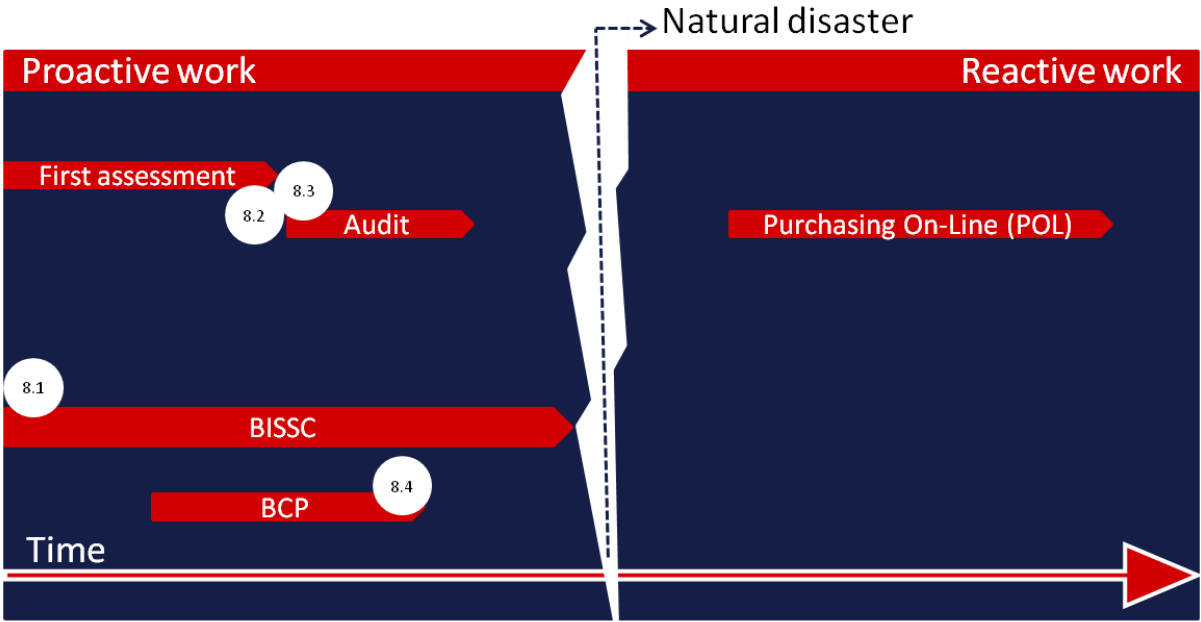 Natural disaster
Proactive work
Reactive work
First assessment
8.3
8.2
Audit
Purchasing On-Line (POL)
8.1
BISSC
8.4
BCP
Time